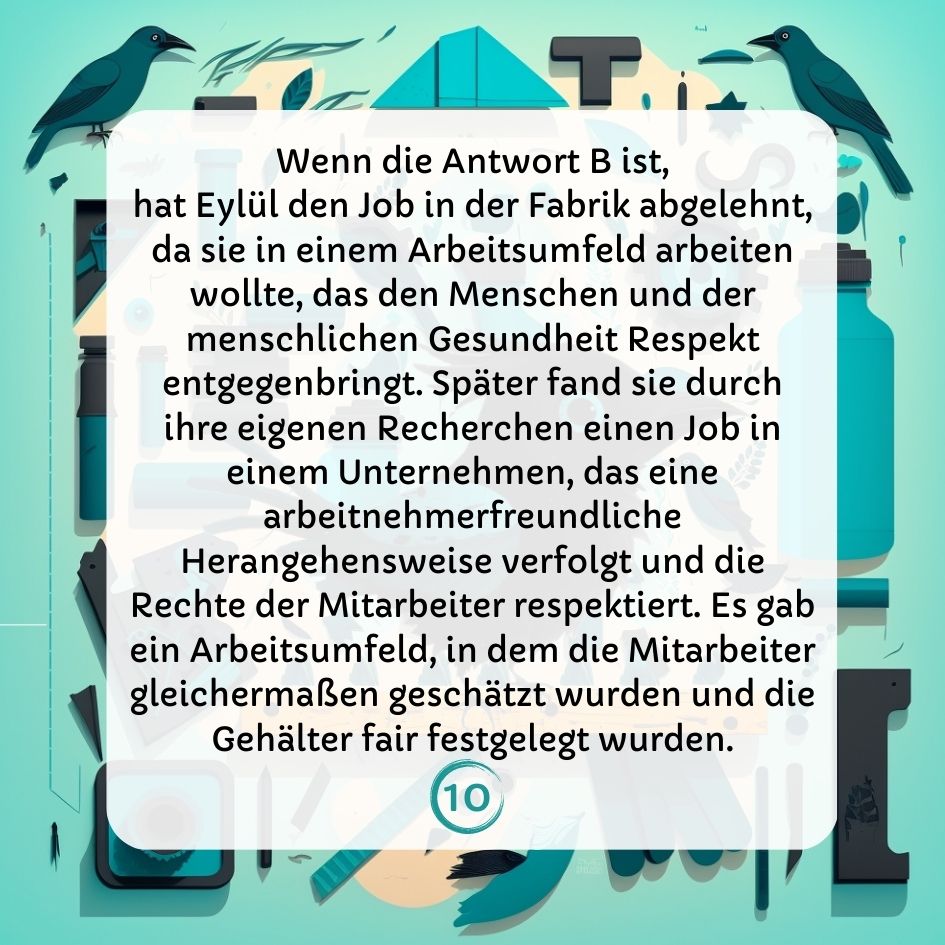 Wenn die Antwort B ist,
hat Eylül den Job in der Fabrik abgelehnt,
da sie in einem Arbeitsumfeld arbeiten
wollte, das den Menschen und der
menschlichen Gesundheit Respekt
entgegenbringt. Später fand sie durch
ihre eigenen Recherchen einen Job in
einem Unternehmen, das eine
arbeitnehmerfreundliche
Herangehensweise verfolgt und die
Rechte der Mitarbeiter respektiert. Es gab
ein Arbeitsumfeld, in dem die Mitarbeiter
gleichermaßen geschätzt wurden und die
Gehälter fair festgelegt wurden.
10